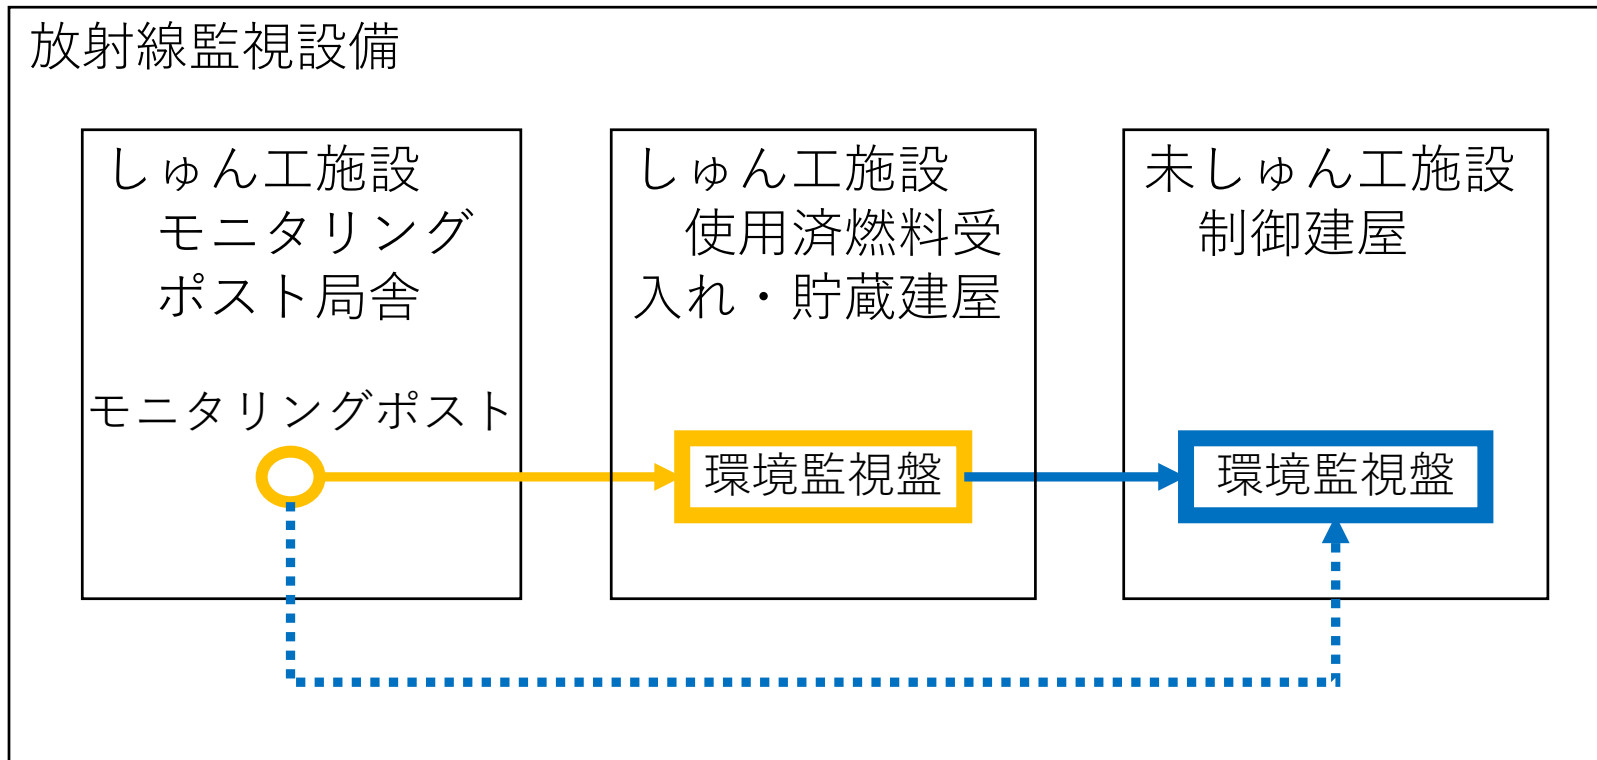 放射線監視設備
しゅん工施設
モニタリング
ポスト局舎
モニタリングポスト
しゅん工施設
使用済燃料受
入れ・貯蔵建屋
環境監視盤
未しゅん工施設
制御建屋
環境監視盤